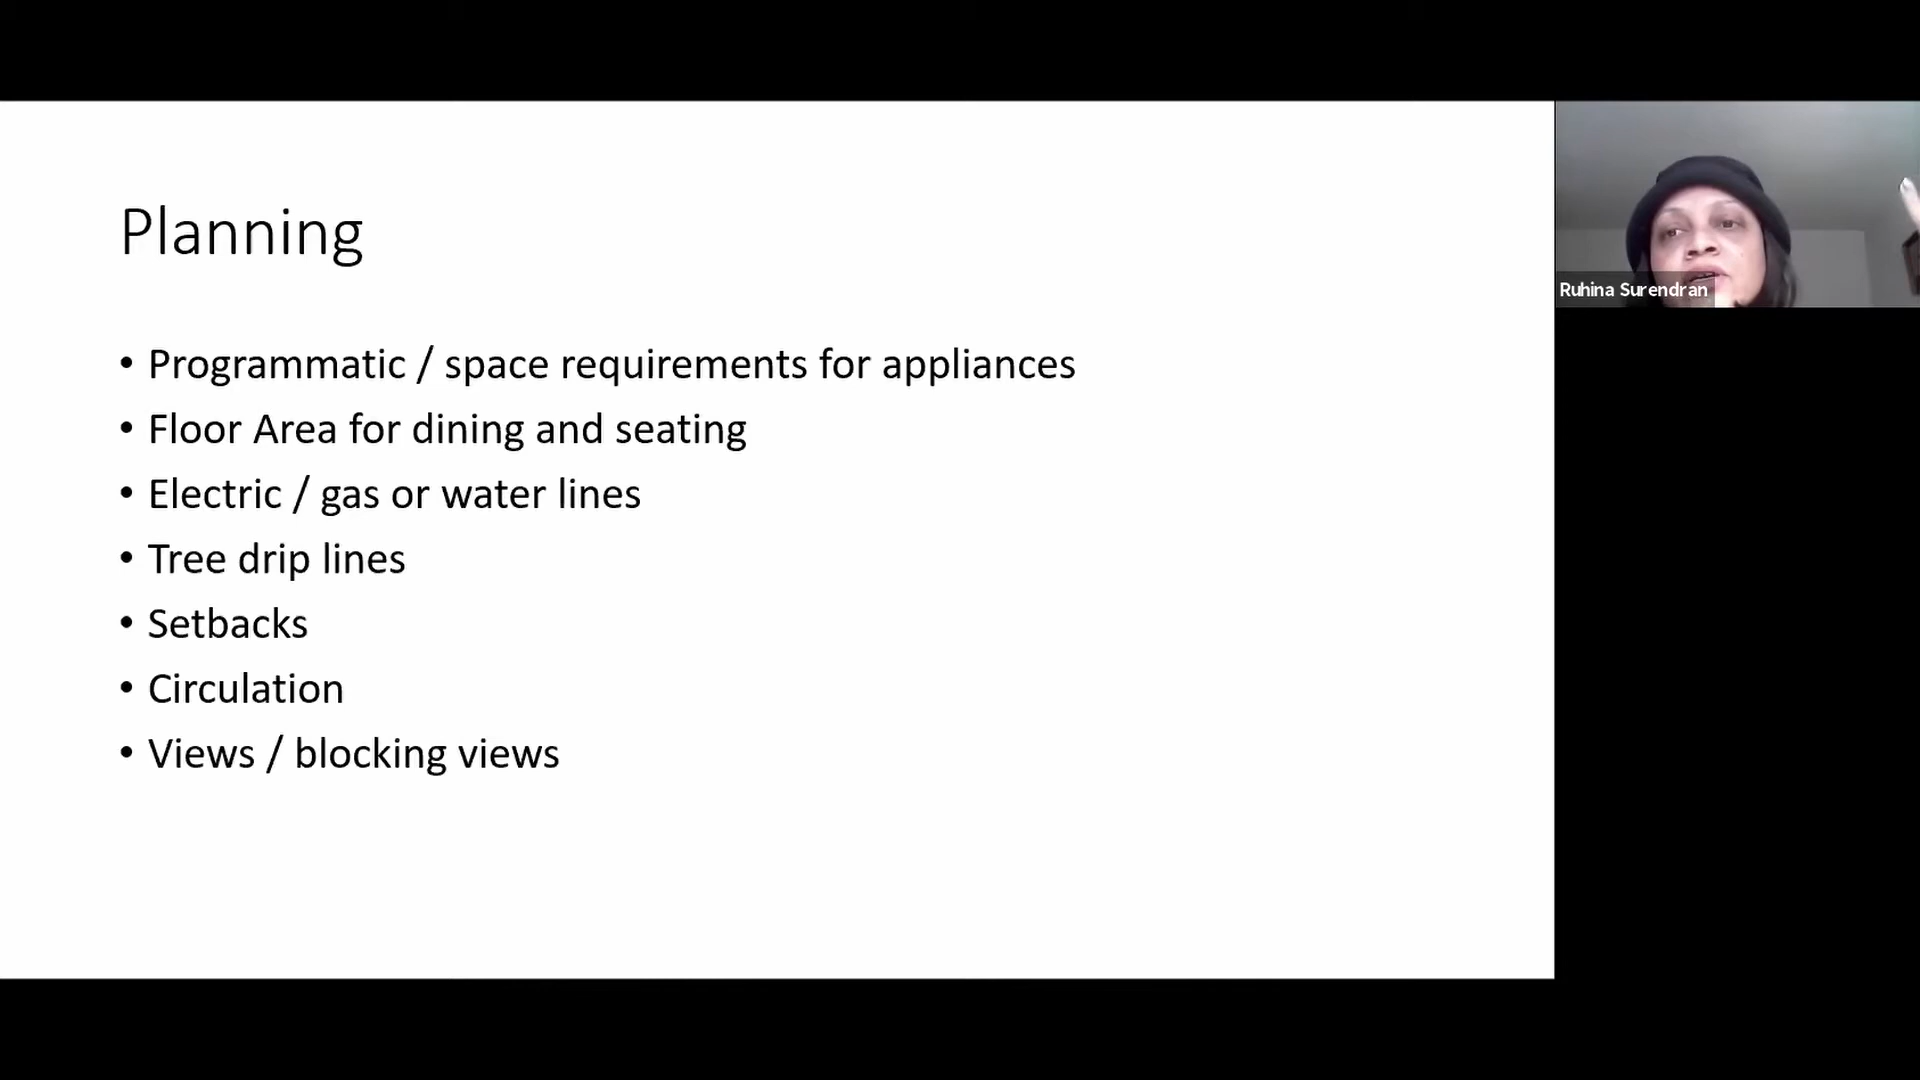 Planning
• Programmatic / space requirements for appliances
• Floor Area for dining and seating
• Electric / gas or water lines
• Tree drip lines
• Setbacks
• Circulation
• Views / blocking views
Ruhina Surendran